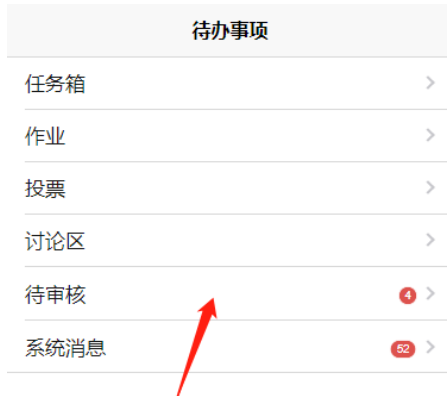 待办事项
任务箱
作业
投票
讨论区
待审核 4
系统消息 52